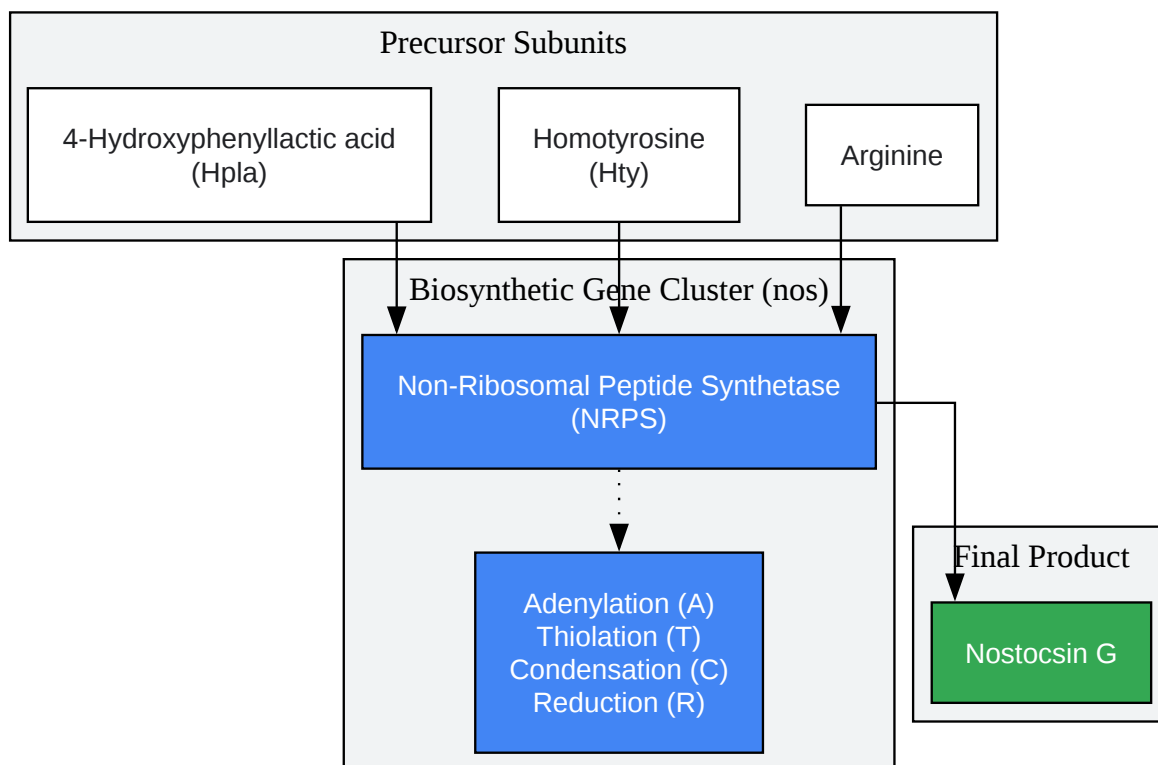 Precursor Subunits
4-Hydroxyphenyllactic acid
(Hpla)
Homotyrosine
(Hty)
Arginine
Biosynthetic Gene Cluster (nos)
Non-Ribosomal Peptide Synthetase
(NRPS)
Adenylation (A)
Thiolation (T)
Condensation (C)
Reduction (R)
Final Product
Nostocsin G